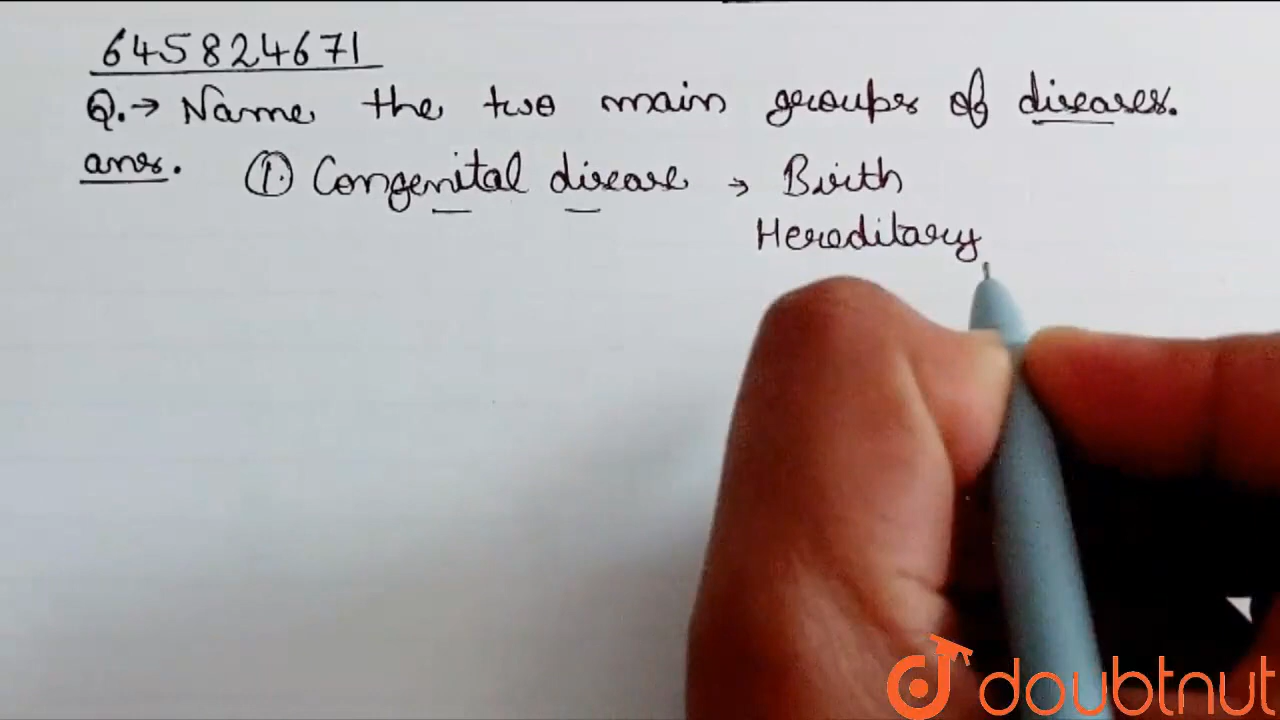 645824671
Q.→ Name the two main groups of diseases.
ans. ① Congenital disease → Birth
Hereditary
doubtnut